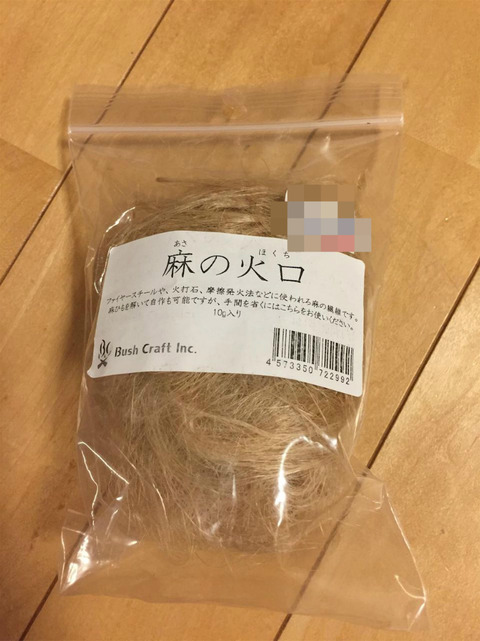 あさ ほくち
麻の火口
ファイヤースチールや、火打石、摩擦発火法などに使われる麻の繊維です。
麻ひもを解いて自作も可能ですが、手間を省くにはこちらをお使いください。
10g入り
Bush Craft Inc.
4 573350 722992